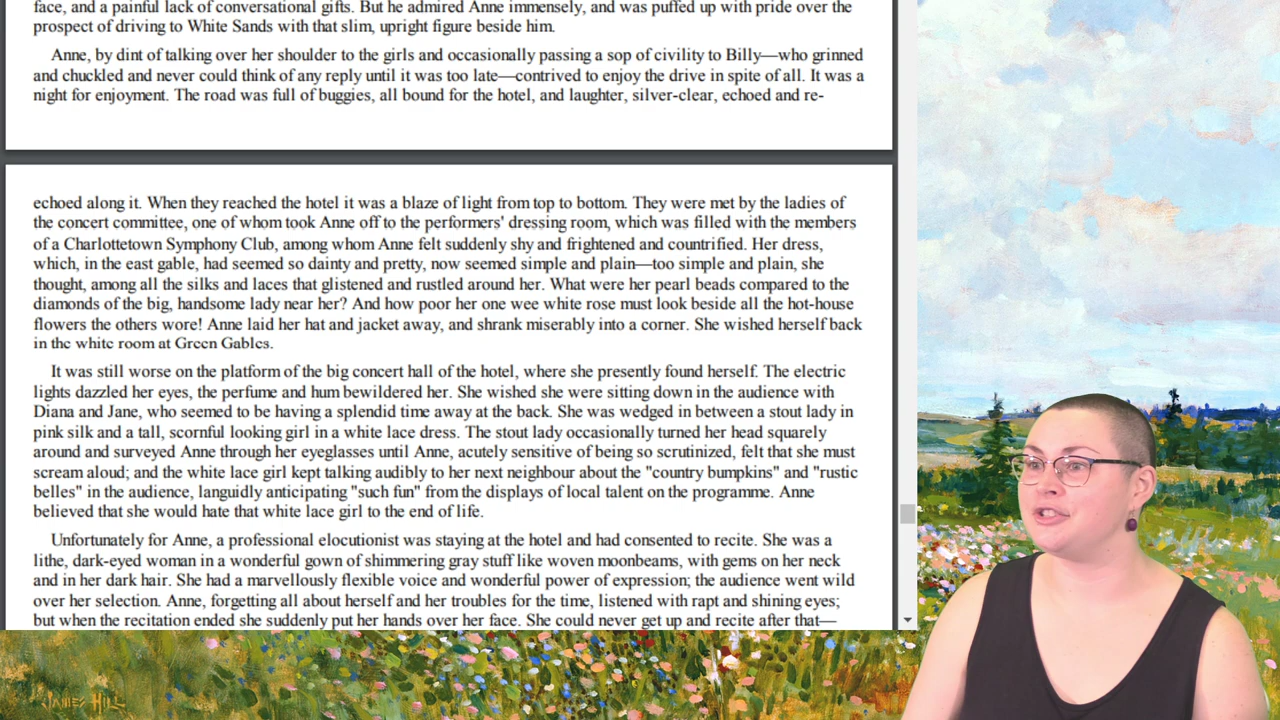 face, and a painful lack of conversational gifts. But he admired Anne immensely, and was puffed up with pride over the
prospect of driving to White Sands with that slim, upright figure beside him.
Anne, by dint of talking over her shoulder to the girls and occasionally passing a sop of civility to Billy—who grinned
and chuckled and never could think of any reply until it was too late—contrived to enjoy the drive in spite of all. It was a
night for enjoyment. The road was full of buggies, all bound for the hotel, and laughter, silver-clear, echoed and re-
echoed along it. When they reached the hotel it was a blaze of light from top to bottom. They were met by the ladies of
the concert committee, one of whom took Anne off to the performers' dressing room, which was filled with the members
of a Charlottetown Symphony Club, among whom Anne felt suddenly shy and frightened and countrified. Her dress,
which, in the east gable, had seemed so dainty and pretty, now seemed simple and plain—too simple and plain, she
thought, among all the silks and laces that glistened and rustled around her. What were her pearl beads compared to the
diamonds of the big, handsome lady near her? And how poor her one wee white rose must look beside all the hot-house
flowers the others wore! Anne laid her hat and jacket away, and shrank miserably into a corner. She wished herself back
in the white room at Green Gables.
It was still worse on the platform of the big concert hall of the hotel, where she presently found herself. The electric
lights dazzled her eyes, the perfume and hum bewildered her. She wished she were sitting down in the audience with
Diana and Jane, who seemed to be having a splendid time away at the back. She was wedged in between a stout lady in
pink silk and a tall, scornful looking girl in a white lace dress. The stout lady occasionally turned her head squarely
around and surveyed Anne through her eyeglasses until Anne, acutely sensitive of being so scrutinized, felt that she must
scream aloud; and the white lace girl kept talking audibly to her next neighbour about the "country bumpkins" and "rustic
belles" in the audience, languidly anticipating "such fun" from the displays of local talent on the programme. Anne
believed that she would hate that white lace girl to the end of life.
Unfortunately for Anne, a professional elocutionist was staying at the hotel and had consented to recite. She was a
lithe, dark-eyed woman in a wonderful gown of shimmering gray stuff like woven moonbeams, with gems on her neck
and in her dark hair. She had a marvellously flexible voice and wonderful power of expression; the audience went wild
over her selection. Anne, forgetting all about herself and her troubles for the time, listened with rapt and shining eyes;
but when the recitation ended she suddenly put her hands over her face. She could never get up and recite after that—
JAMES HILL